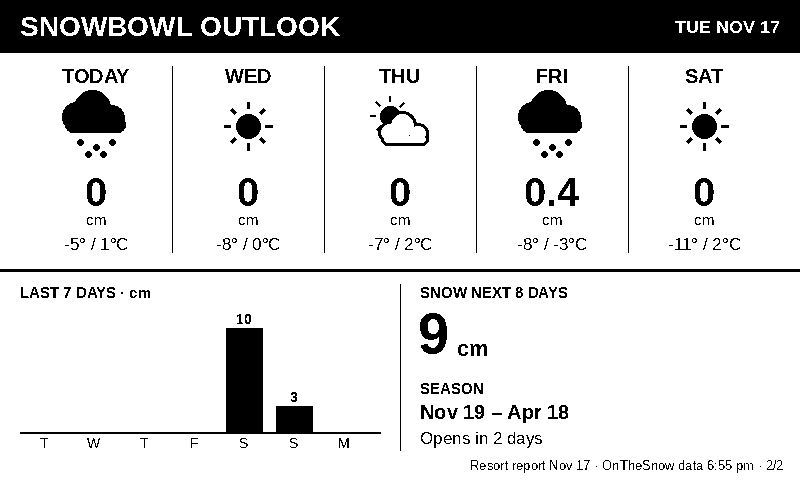 SNOWBOWL OUTLOOK TUE NOV 17
TODAY WED THU FRI SAT
0 0 0 0.4 0
cm cm cm cm cm
-5° / 1°C -8° / 0°C -7° / 2°C -8° / -3°C -11° / 2°C
LAST 7 DAYS · cm
10
3
T W T F S S M
SNOW NEXT 8 DAYS
9 cm
SEASON
Nov 19 – Apr 18
Opens in 2 days
Resort report Nov 17 · OnTheSnow data 6:55 pm · 2/2